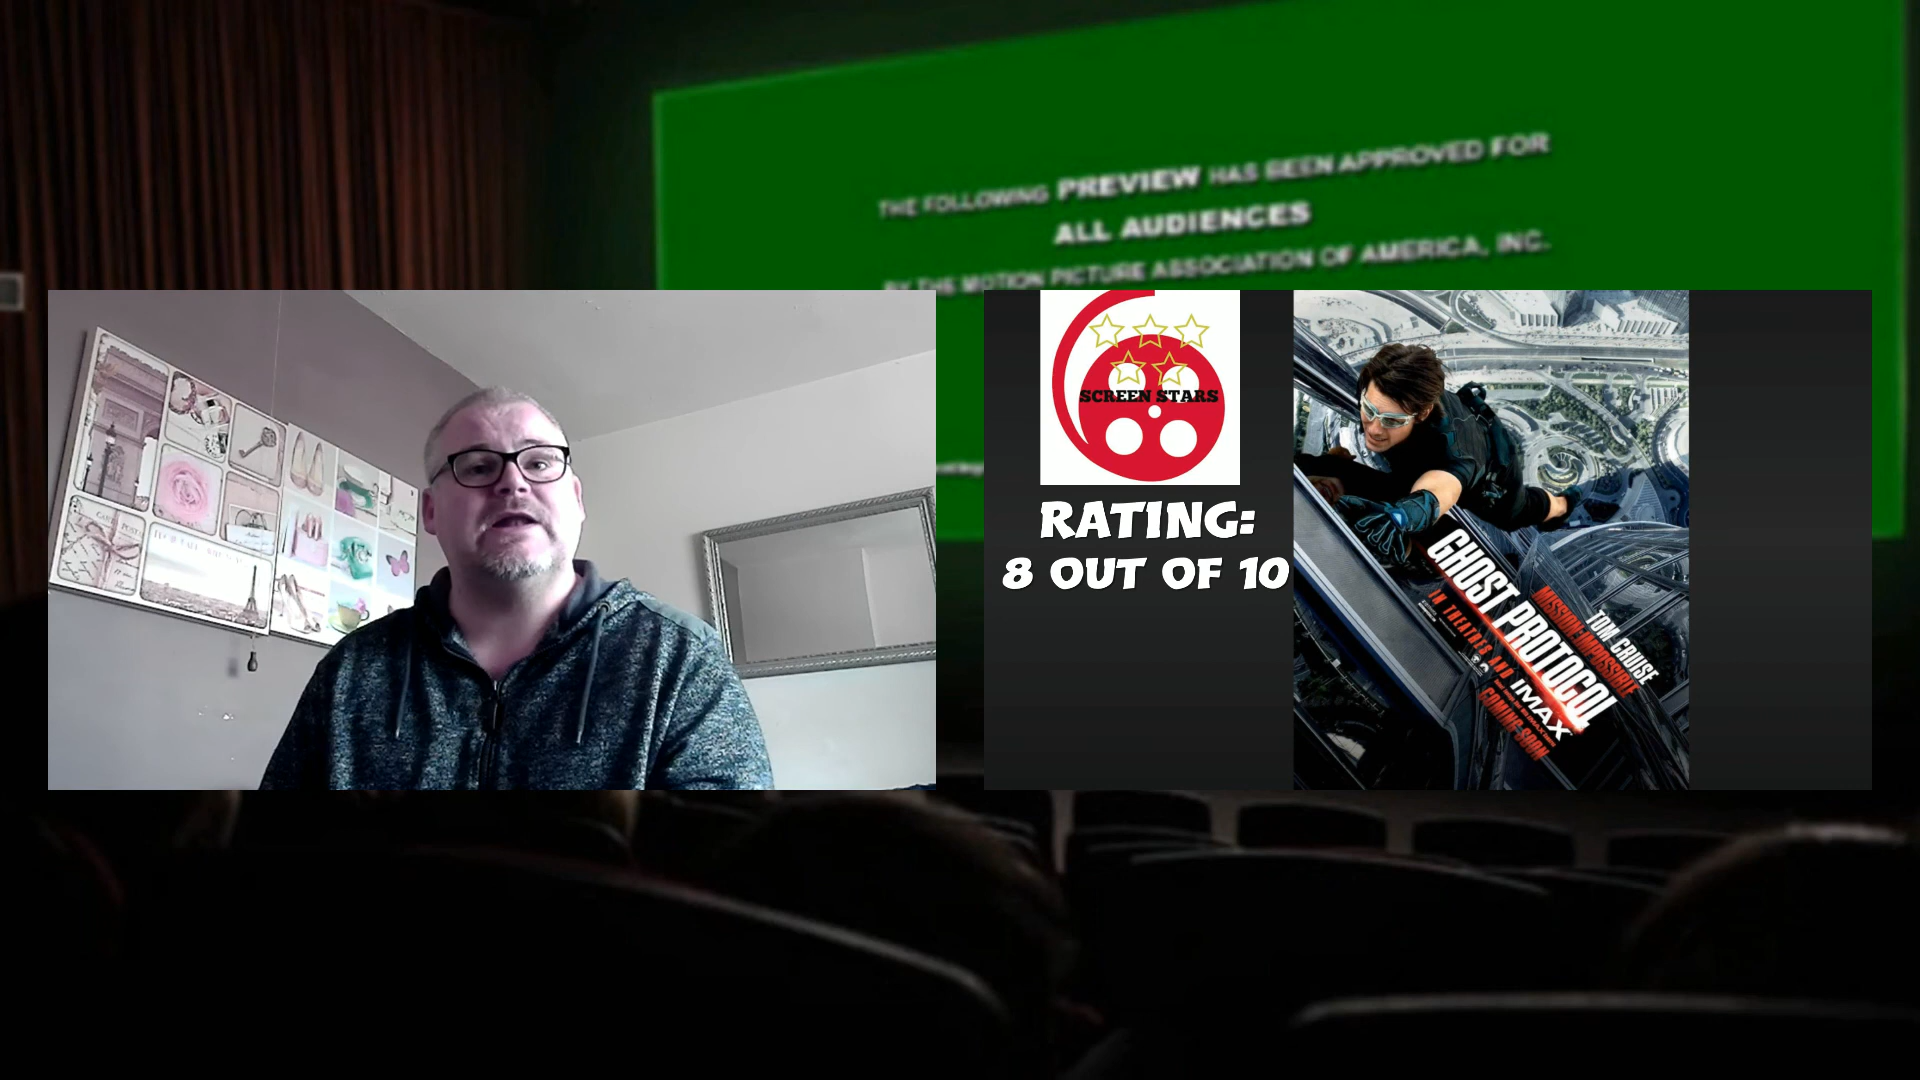 THE FOLLOWING PREVIEW HAS BEEN APPROVED FOR
ALL AUDIENCES
BY THE MOTION PICTURE ASSOCIATION OF AMERICA, INC.
SCREEN STARS
RATING:
8 OUT OF 10
TOM CRUISE
MISSION: IMPOSSIBLE
GHOST PROTOCOL
IN THEATRES AND IMAX
COMING SOON